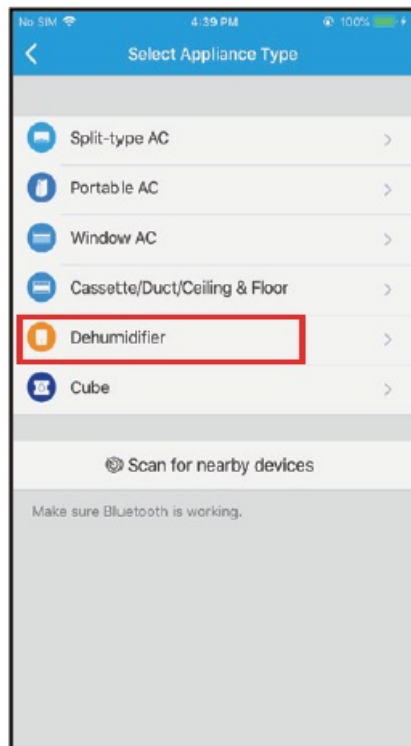 No SIM 4:39 PM 100%
Select Appliance Type
Split-type AC
Portable AC
Window AC
Cassette/Duct/Ceiling & Floor
Dehumidifier
Cube
Scan for nearby devices
Make sure Bluetooth is working.